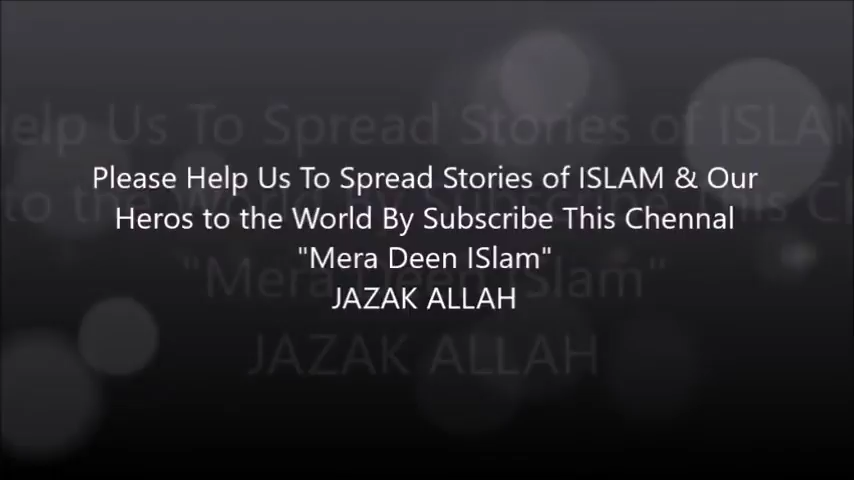 Please Help Us To Spread Stories of ISLAM & Our
Heros to the World By Subscribe This Chennal
"Mera Deen ISlam"
JAZAK ALLAH